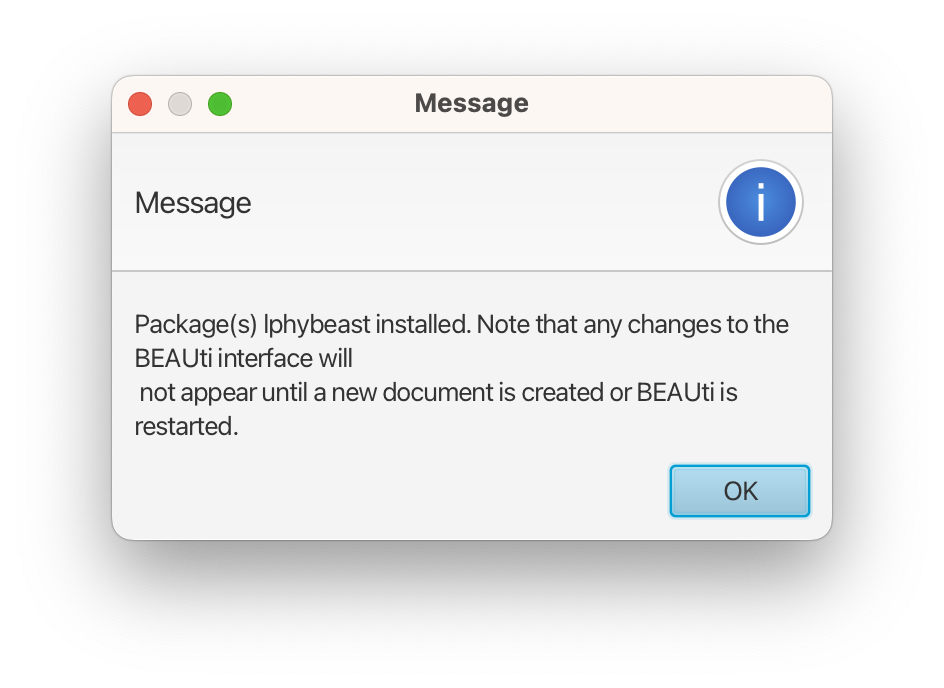 Message
Message
i
Package(s) lphybeast installed. Note that any changes to the
BEAUti interface will
not appear until a new document is created or BEAUti is
restarted.
OK